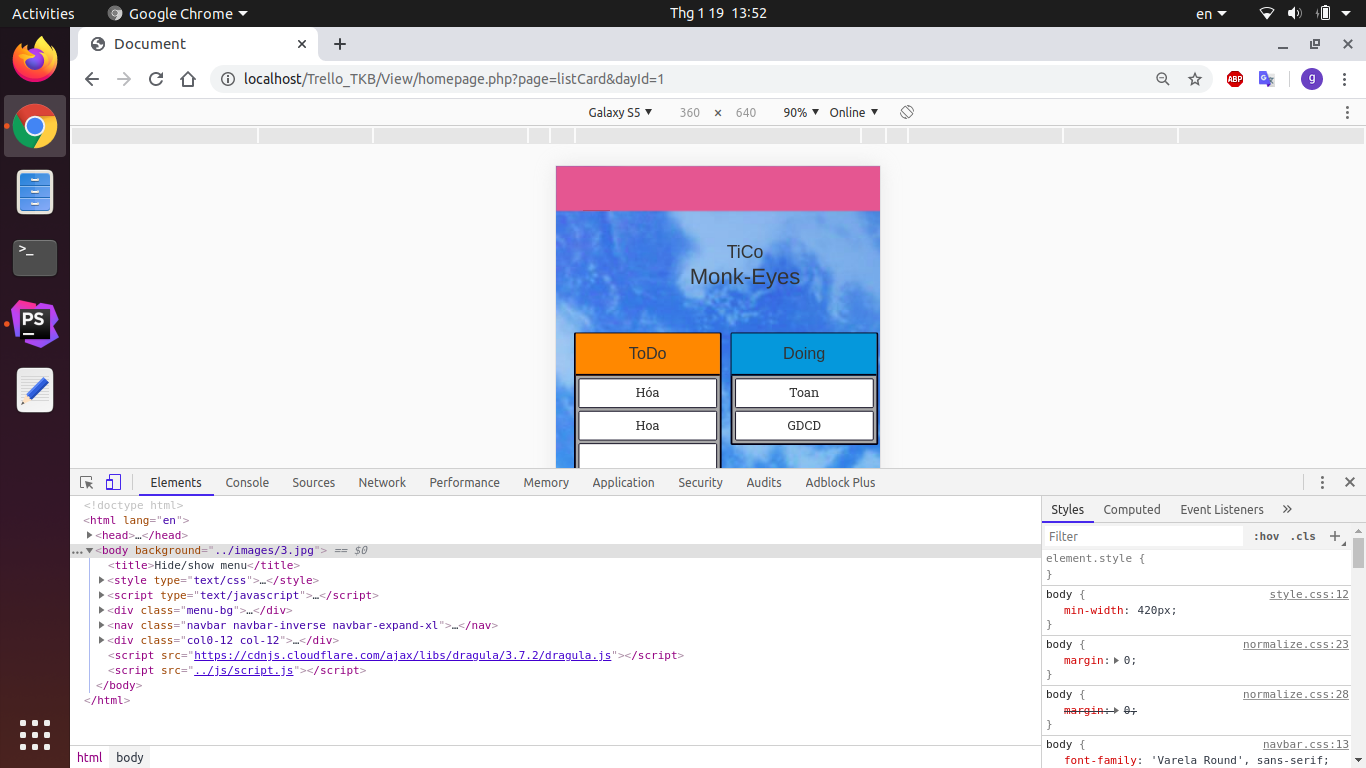 Activities
Google Chrome
Thg 1 19 13:52
en
Document
localhost/Trello_TKB/View/homepage.php?page=listCard&dayId=1
ABP
g
Galaxy S5
360 × 640
90%
Online
TiCo
Monk-Eyes
ToDo
Doing
Hóa
Toan
Hoa
GDCD
>_
PS
Elements
Console
Sources
Network
Performance
Memory
Application
Security
Audits
Adblock Plus
<!doctype html>
<html lang="en">
<head>…</head>
<body background="../images/3.jpg"> == $0
<title>Hide/show menu</title>
<style type="text/css">…</style>
<script type="text/javascript">…</script>
<div class="menu-bg">…</div>
<nav class="navbar navbar-inverse navbar-expand-xl">…</nav>
<div class="col0-12 col-12">…</div>
<script src="https://cdnjs.cloudflare.com/ajax/libs/dragula/3.7.2/dragula.js"></script>
<script src="../js/script.js"></script>
</body>
</html>
html body
Styles
Computed
Event Listeners
»
Filter
:hov .cls +
element.style {
}
body { style.css:12
min-width: 420px;
}
body { normalize.css:23
margin: 0;
}
body { normalize.css:28
margin: 0;
}
body { navbar.css:13
font-family: 'Varela Round', sans-serif;